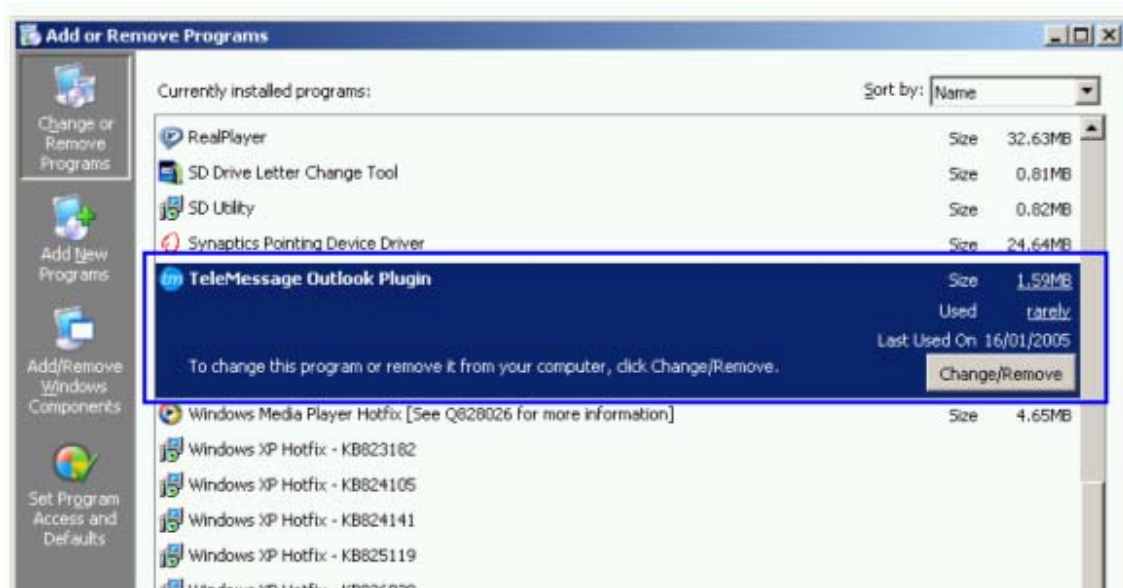 Add or Remove Programs
Change or
Remove
Programs
Add New
Programs
Add/Remove
Windows
Components
Set Program
Access and
Defaults
Currently installed programs:
Sort by: Name
RealPlayer Size 32.63MB
SD Drive Letter Change Tool Size 0.81MB
SD Utility Size 0.82MB
Synaptics Pointing Device Driver Size 24.64MB
tm TeleMessage Outlook Plugin Size 1.59MB
Used rarely
Last Used On 16/01/2005
To change this program or remove it from your computer, click Change/Remove.
Change/Remove
Windows Media Player Hotfix [See Q828026 for more information] Size 4.65MB
Windows XP Hotfix - KB823182
Windows XP Hotfix - KB824105
Windows XP Hotfix - KB824141
Windows XP Hotfix - KB825119
Windows XP Hotfix